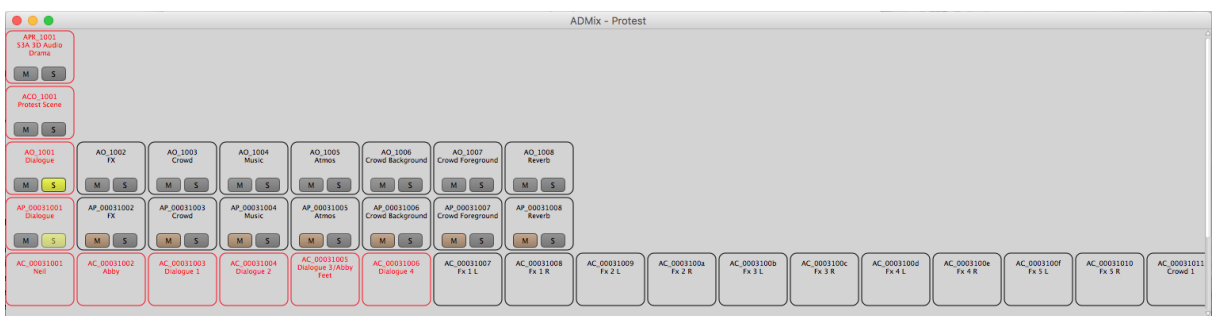 ADMix - Protest
APR_1001
S3A 3D Audio
Drama
M S
ACO_1001
Protest Scene
M S
AO_1001 AO_1002 AO_1003 AO_1004 AO_1005 AO_1006 AO_1007 AO_1008
Dialogue FX Crowd Music Atmos Crowd Background Crowd Foreground Reverb
M S M S M S M S M S M S M S M S
AP_00031001 AP_00031002 AP_00031003 AP_00031004 AP_00031005 AP_00031006 AP_00031007 AP_00031008
Dialogue FX Crowd Music Atmos Crowd Background Crowd Foreground Reverb
M S M S M S M S M S M S M S M S
AC_00031001 AC_00031002 AC_00031003 AC_00031004 AC_00031005 AC_00031006 AC_00031007 AC_00031008 AC_00031009 AC_0003100a AC_0003100b AC_0003100c AC_0003100d AC_0003100e AC_0003100f AC_00031010 AC_00031011
Neil Abby Dialogue 1 Dialogue 2 Dialogue 3/Abby Dialogue 4 Fx 1 L Fx 1 R Fx 2 L Fx 2 R Fx 3 L Fx 3 R Fx 4 L Fx 4 R Fx 5 L Fx 5 R Crowd 1
Feet